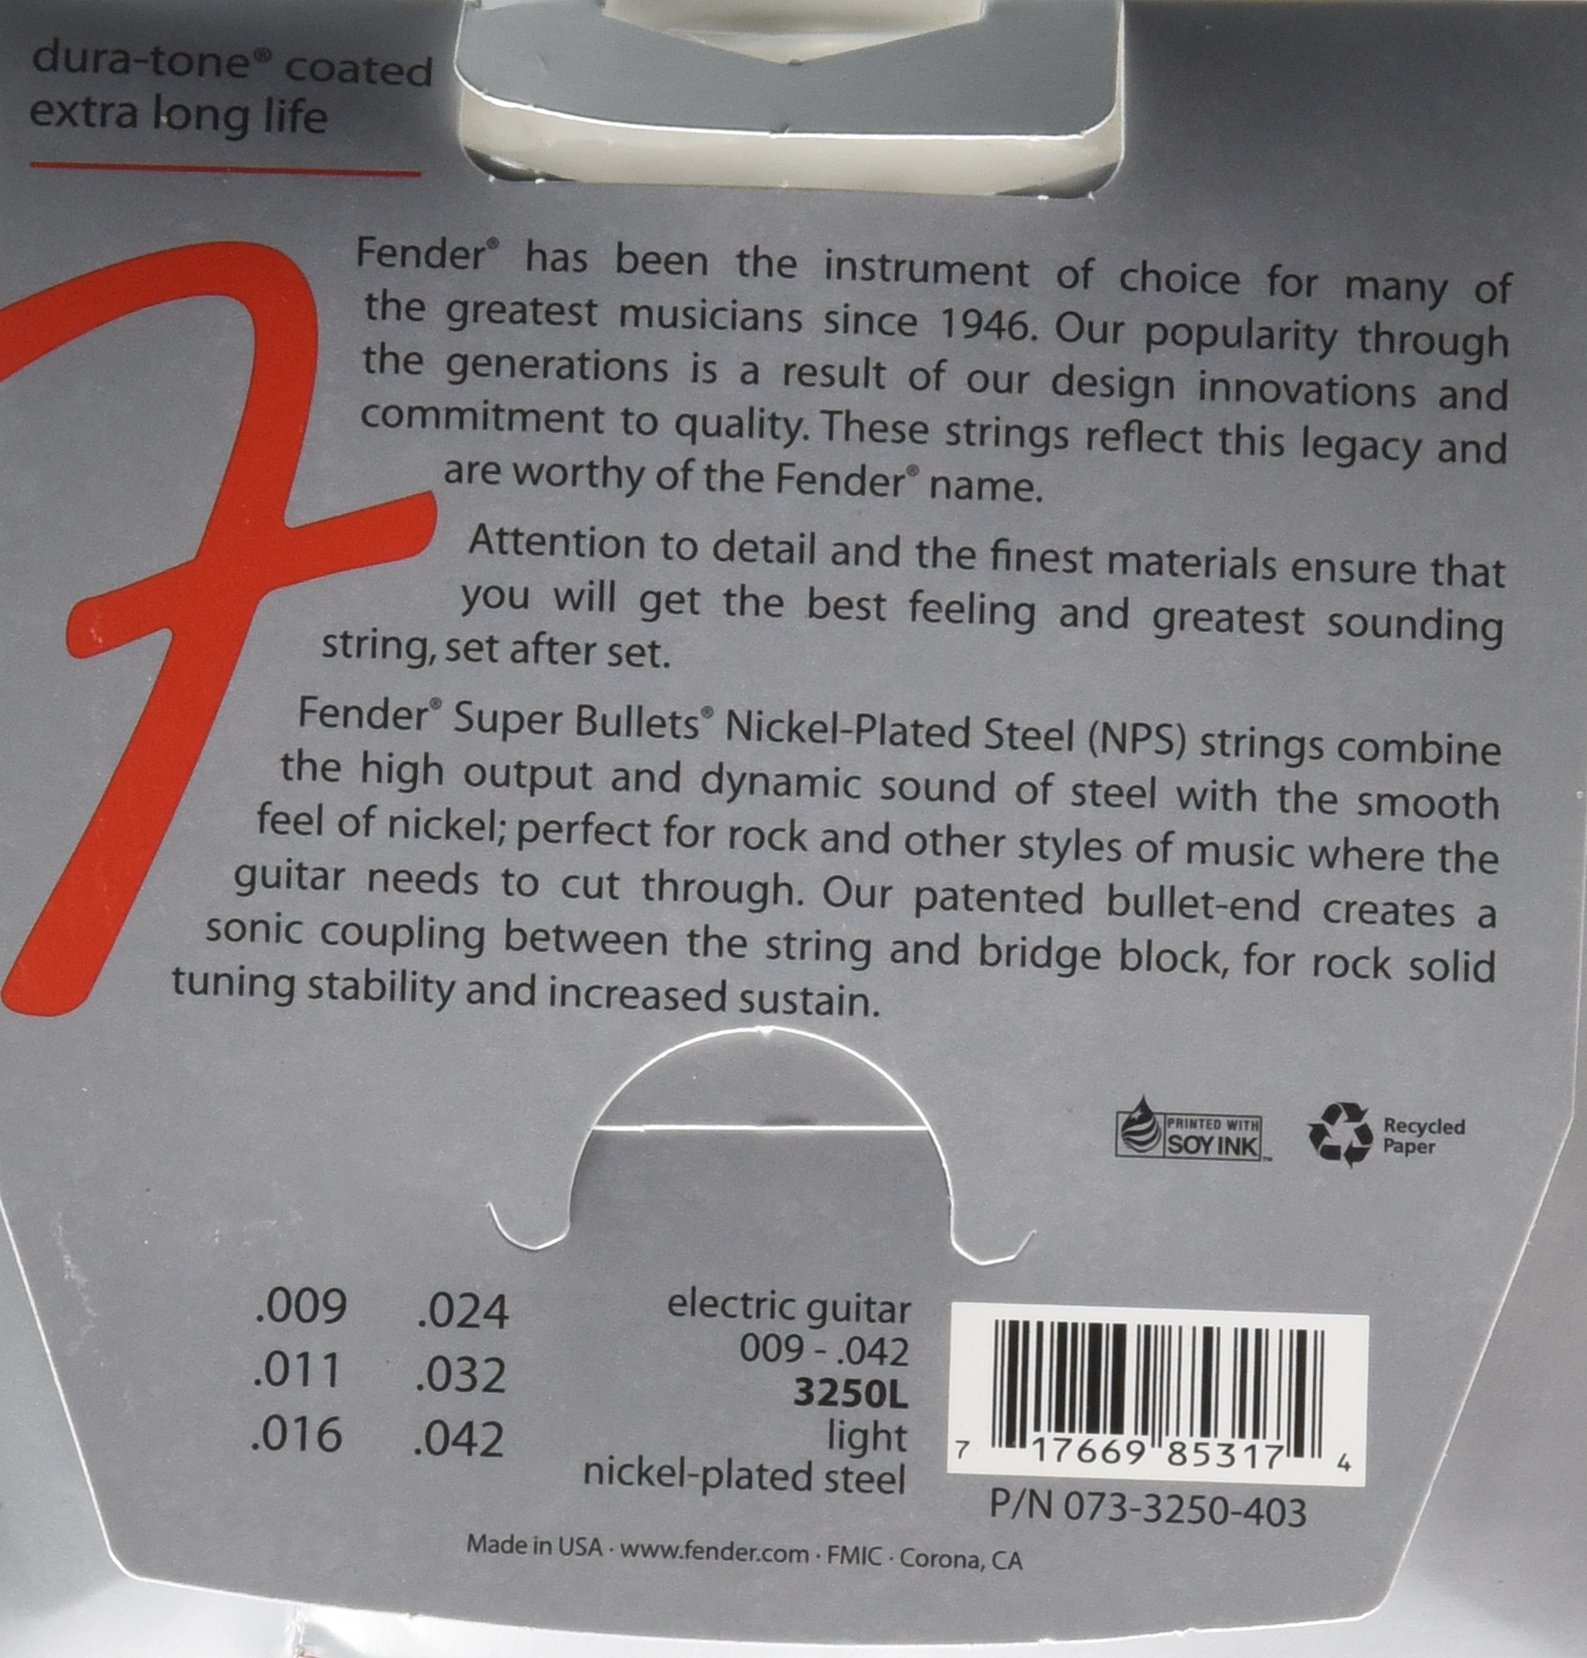 dura-tone® coated
extra long life
Fender® has been the instrument of choice for many of
the greatest musicians since 1946. Our popularity through
the generations is a result of our design innovations and
commitment to quality. These strings reflect this legacy and
are worthy of the Fender® name.
Attention to detail and the finest materials ensure that
you will get the best feeling and greatest sounding
string, set after set.
Fender® Super Bullets® Nickel-Plated Steel (NPS) strings combine
the high output and dynamic sound of steel with the smooth
feel of nickel; perfect for rock and other styles of music where the
guitar needs to cut through. Our patented bullet-end creates a
sonic coupling between the string and bridge block, for rock solid
tuning stability and increased sustain.
PRINTED WITH
SOY INK™
Recycled
Paper
.009 .024
.011 .032
.016 .042
electric guitar
009 - .042
3250L
light
nickel-plated steel
7 17669 85317 4
P/N 073-3250-403
Made in USA · www.fender.com · FMIC · Corona, CA